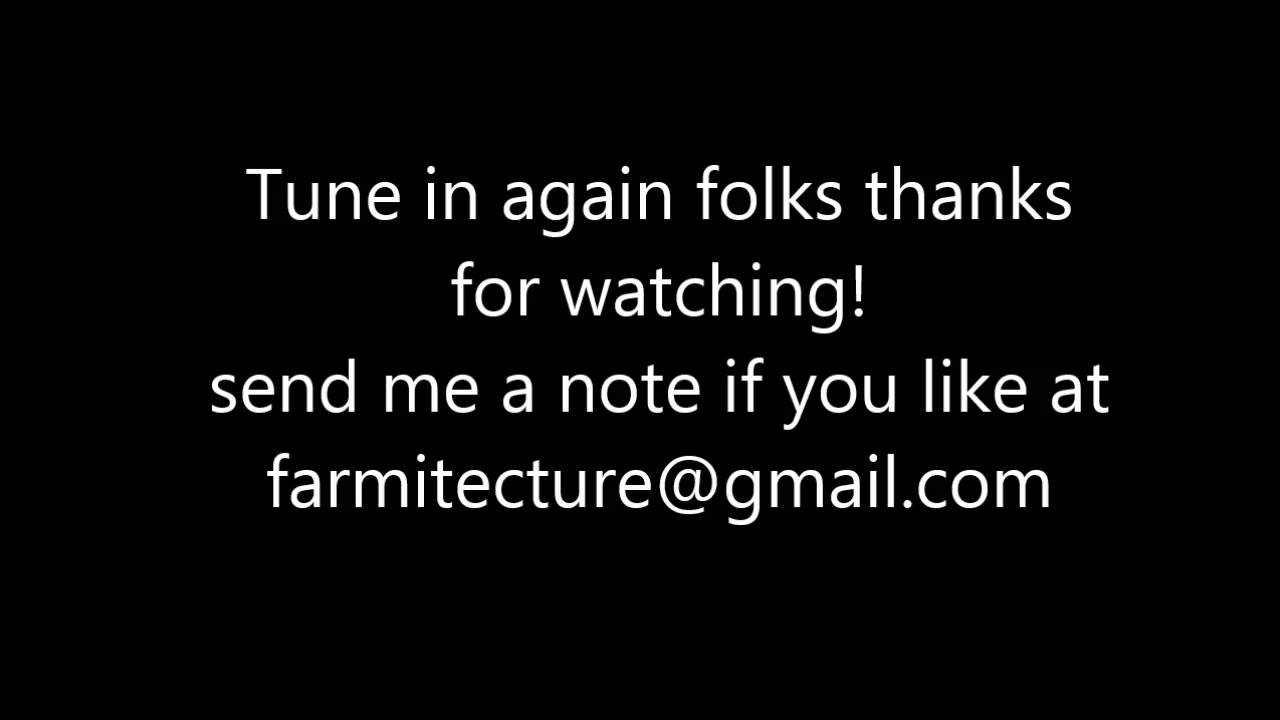 Tune in again folks thanks
for watching!
send me a note if you like at
farmitecture@gmail.com